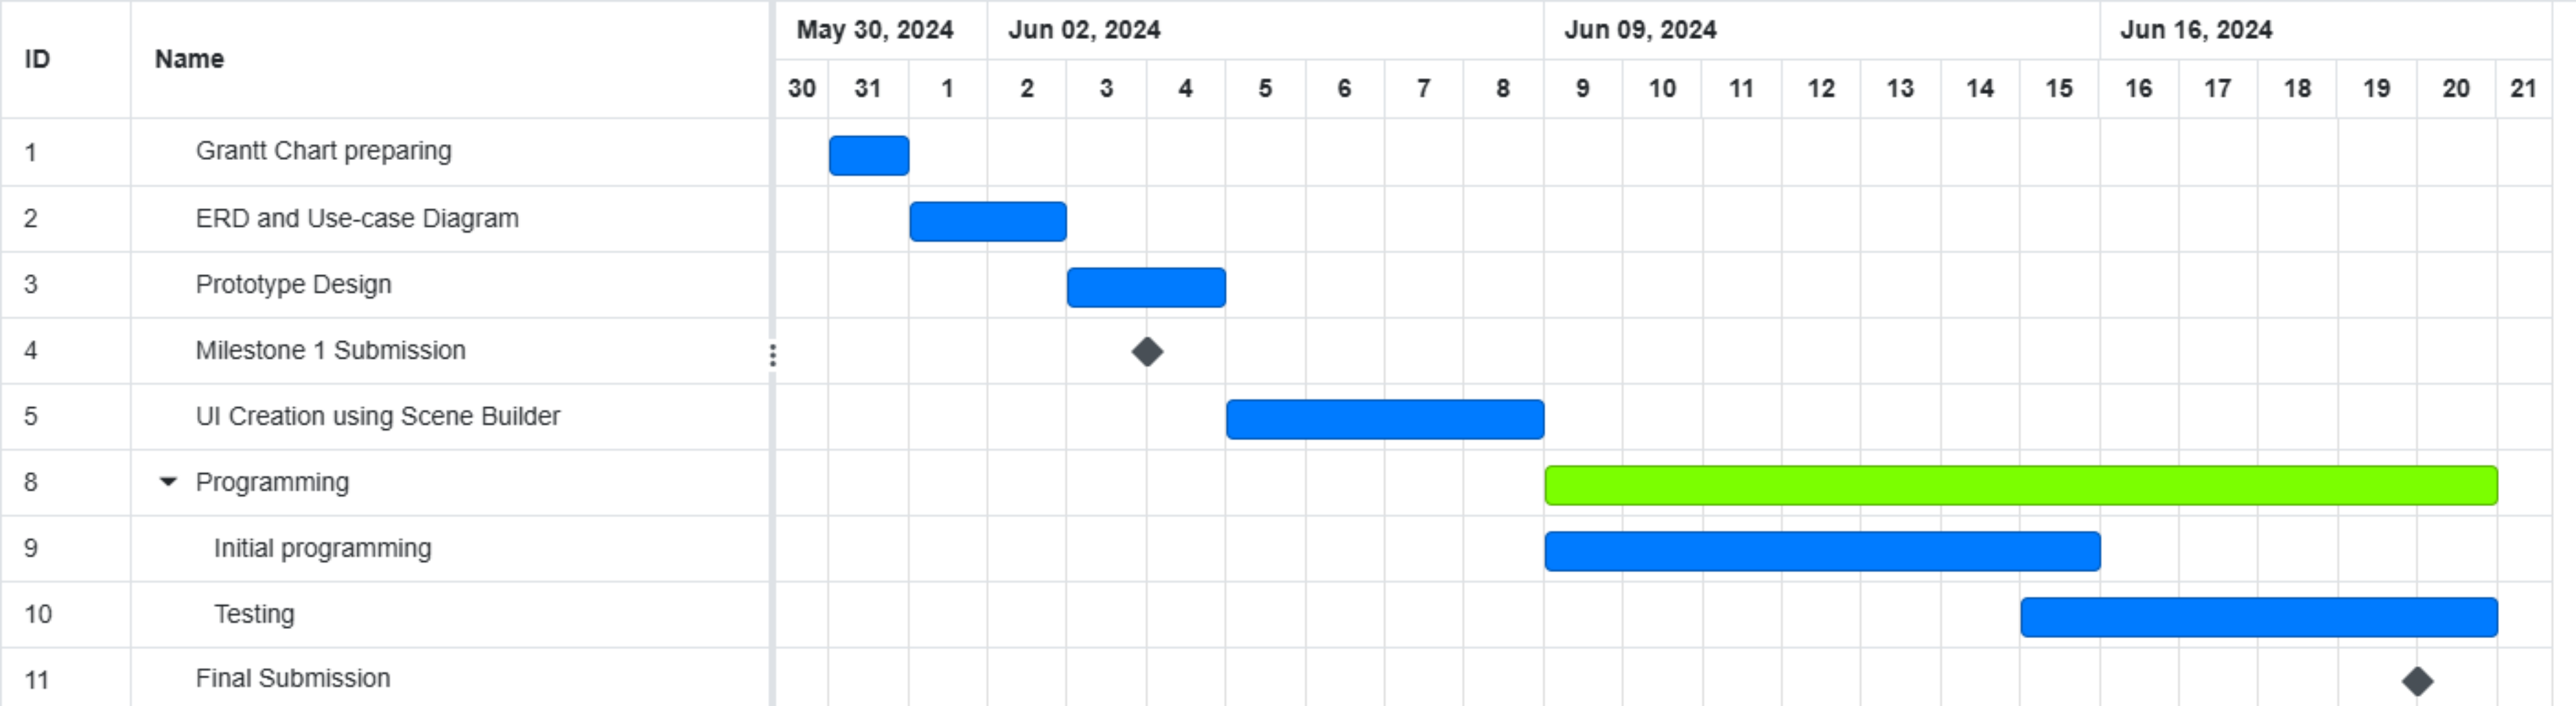 ID Name May 30, 2024 Jun 02, 2024 Jun 09, 2024 Jun 16, 2024
30 31 1 2 3 4 5 6 7 8 9 10 11 12 13 14 15 16 17 18 19 20 21
1 Grantt Chart preparing
2 ERD and Use-case Diagram
3 Prototype Design
4 Milestone 1 Submission
5 UI Creation using Scene Builder
8 Programming
9 Initial programming
10 Testing
11 Final Submission